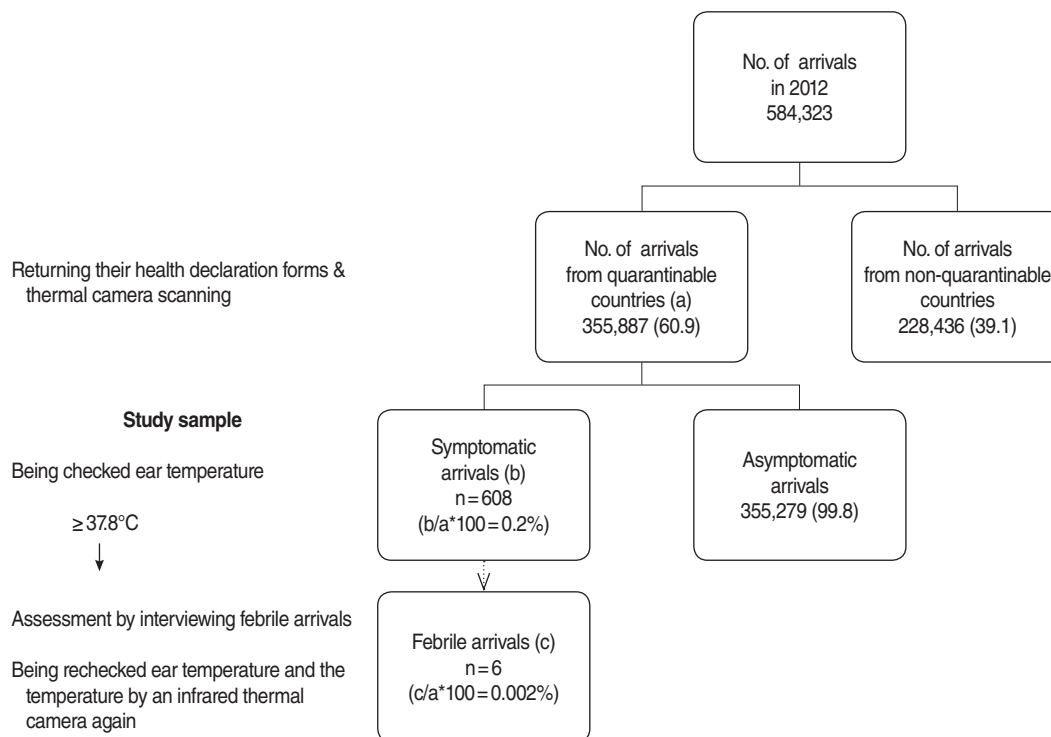 No. of arrivals
in 2012
584,323
Returning their health declaration forms &
thermal camera scanning
No. of arrivals
from quarantinable
countries (a)
355,887 (60.9)
No. of arrivals
from non-quarantinable
countries
228,436 (39.1)
Study sample
Being checked ear temperature
≥ 37.8°C
Symptomatic
arrivals (b)
n = 608
(b/a*100 = 0.2%)
Asymptomatic
arrivals
355,279 (99.8)
Assessment by interviewing febrile arrivals
Being rechecked ear temperature and the
temperature by an infrared thermal
camera again
Febrile arrivals (c)
n = 6
(c/a*100 = 0.002%)